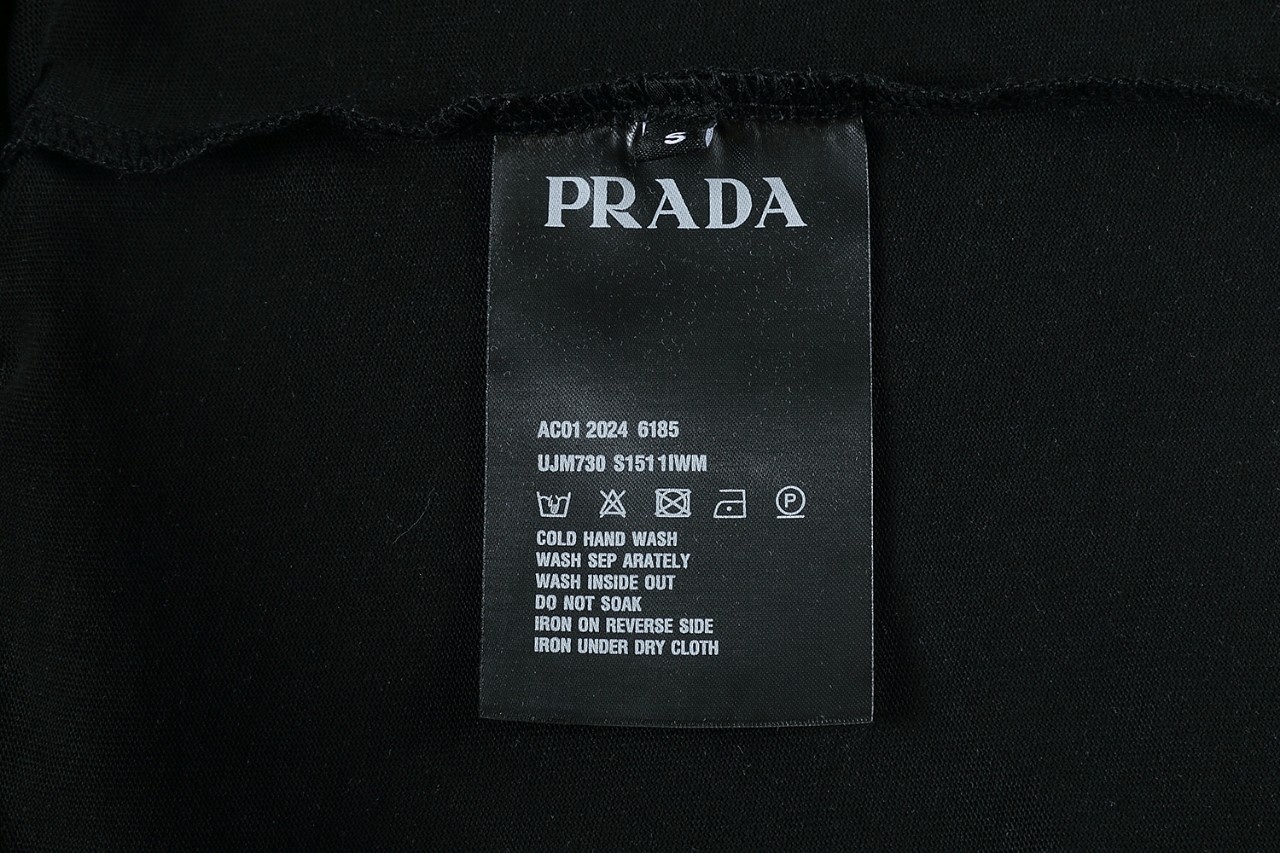 S
PRADA
AC01 2024 6185
UJM730 S151 1IWM
P
COLD HAND WASH
WASH SEP ARATELY
WASH INSIDE OUT
DO NOT SOAK
IRON ON REVERSE SIDE
IRON UNDER DRY CLOTH